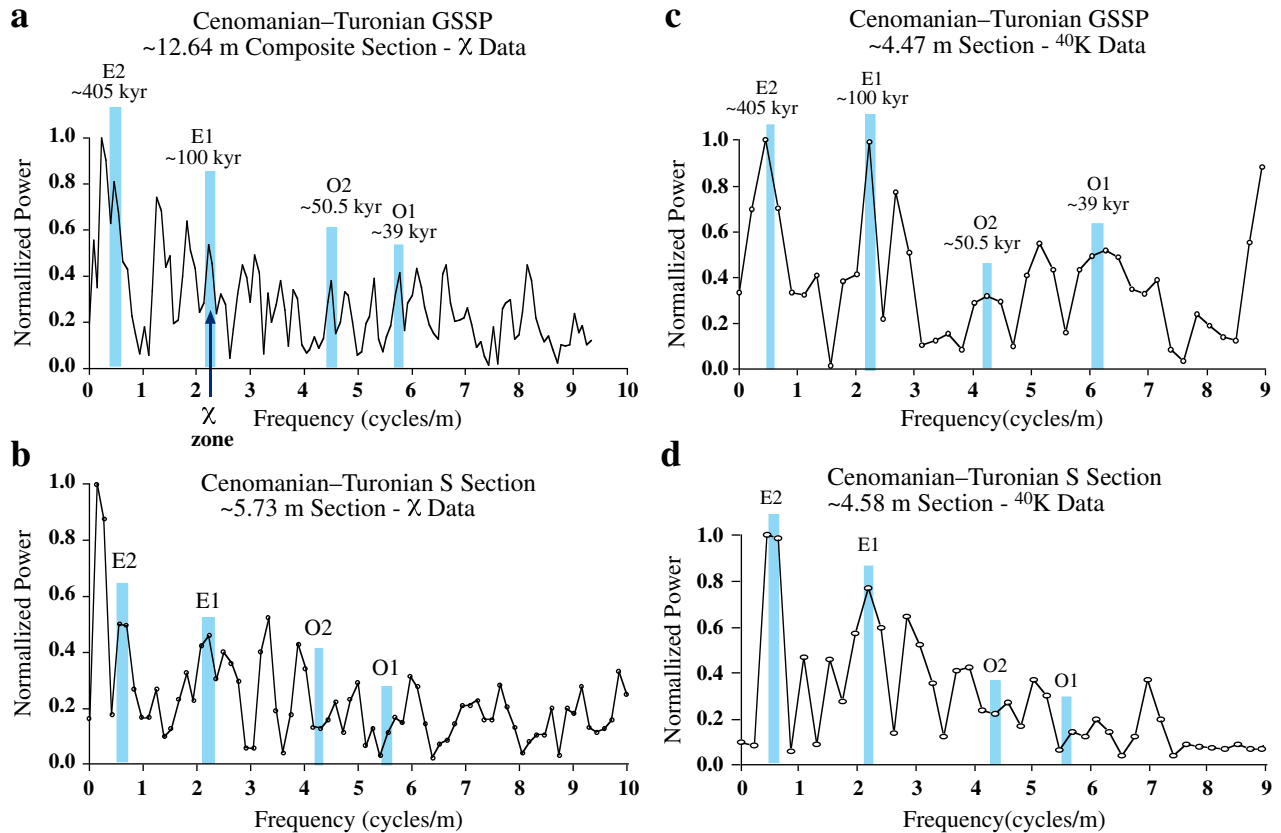 a
Cenomanian–Turonian GSSP
~12.64 m Composite Section - χ Data
E2
~405 kyr
E1
~100 kyr
O2
~50.5 kyr
O1
~39 kyr
Normallized Power
1.0
0.8
0.6
0.4
0.2
0.0
0 1 2 3 4 5 6 7 8 9 10
Frequency (cycles/m)
χ
zone
b
Cenomanian–Turonian S Section
~5.73 m Section - χ Data
E2
E1
O2
O1
Normallized Power
1.0
0.8
0.6
0.4
0.2
0.0
0 1 2 3 4 5 6 7 8 9 10
Frequency (cycles/m)
c
Cenomanian–Turonian GSSP
~4.47 m Section - ⁴⁰K Data
E2
~405 kyr
E1
~100 kyr
O2
~50.5 kyr
O1
~39 kyr
Normallized Power
1.0
0.8
0.6
0.4
0.2
0.0
0 1 2 3 4 5 6 7 8 9
Frequency(cycles/m)
d
Cenomanian–Turonian S Section
~4.58 m Section - ⁴⁰K Data
E2
E1
O2
O1
Normallized Power
1.0
0.8
0.6
0.4
0.2
0.0
0 1 2 3 4 5 6 7 8 9
Frequency(cycles/m)